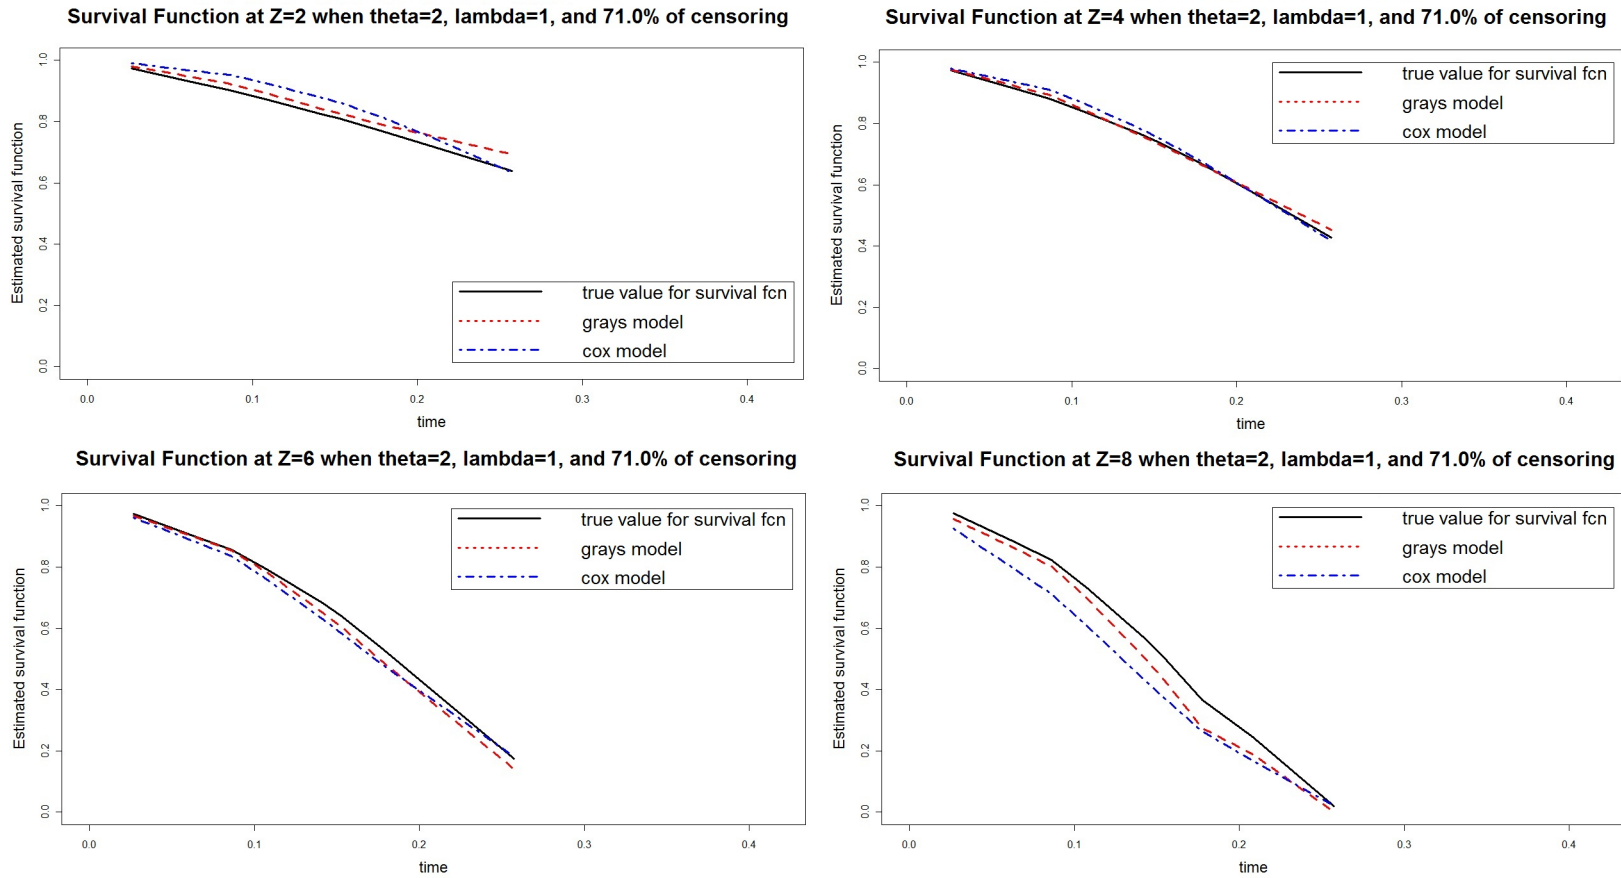 Survival Function at Z=2 when theta=2, lambda=1, and 71.0% of censoring
Estimated survival function
1.0
0.8
0.6
0.4
0.2
0.0
true value for survival fcn
grays model
cox model
0.0 0.1 0.2 0.3 0.4
time
Survival Function at Z=4 when theta=2, lambda=1, and 71.0% of censoring
Estimated survival function
1.0
0.8
0.6
0.4
0.2
0.0
true value for survival fcn
grays model
cox model
0.0 0.1 0.2 0.3 0.4
time
Survival Function at Z=6 when theta=2, lambda=1, and 71.0% of censoring
Estimated survival function
1.0
0.8
0.6
0.4
0.2
0.0
true value for survival fcn
grays model
cox model
0.0 0.1 0.2 0.3 0.4
time
Survival Function at Z=8 when theta=2, lambda=1, and 71.0% of censoring
Estimated survival function
1.0
0.8
0.6
0.4
0.2
0.0
true value for survival fcn
grays model
cox model
0.0 0.1 0.2 0.3 0.4
time